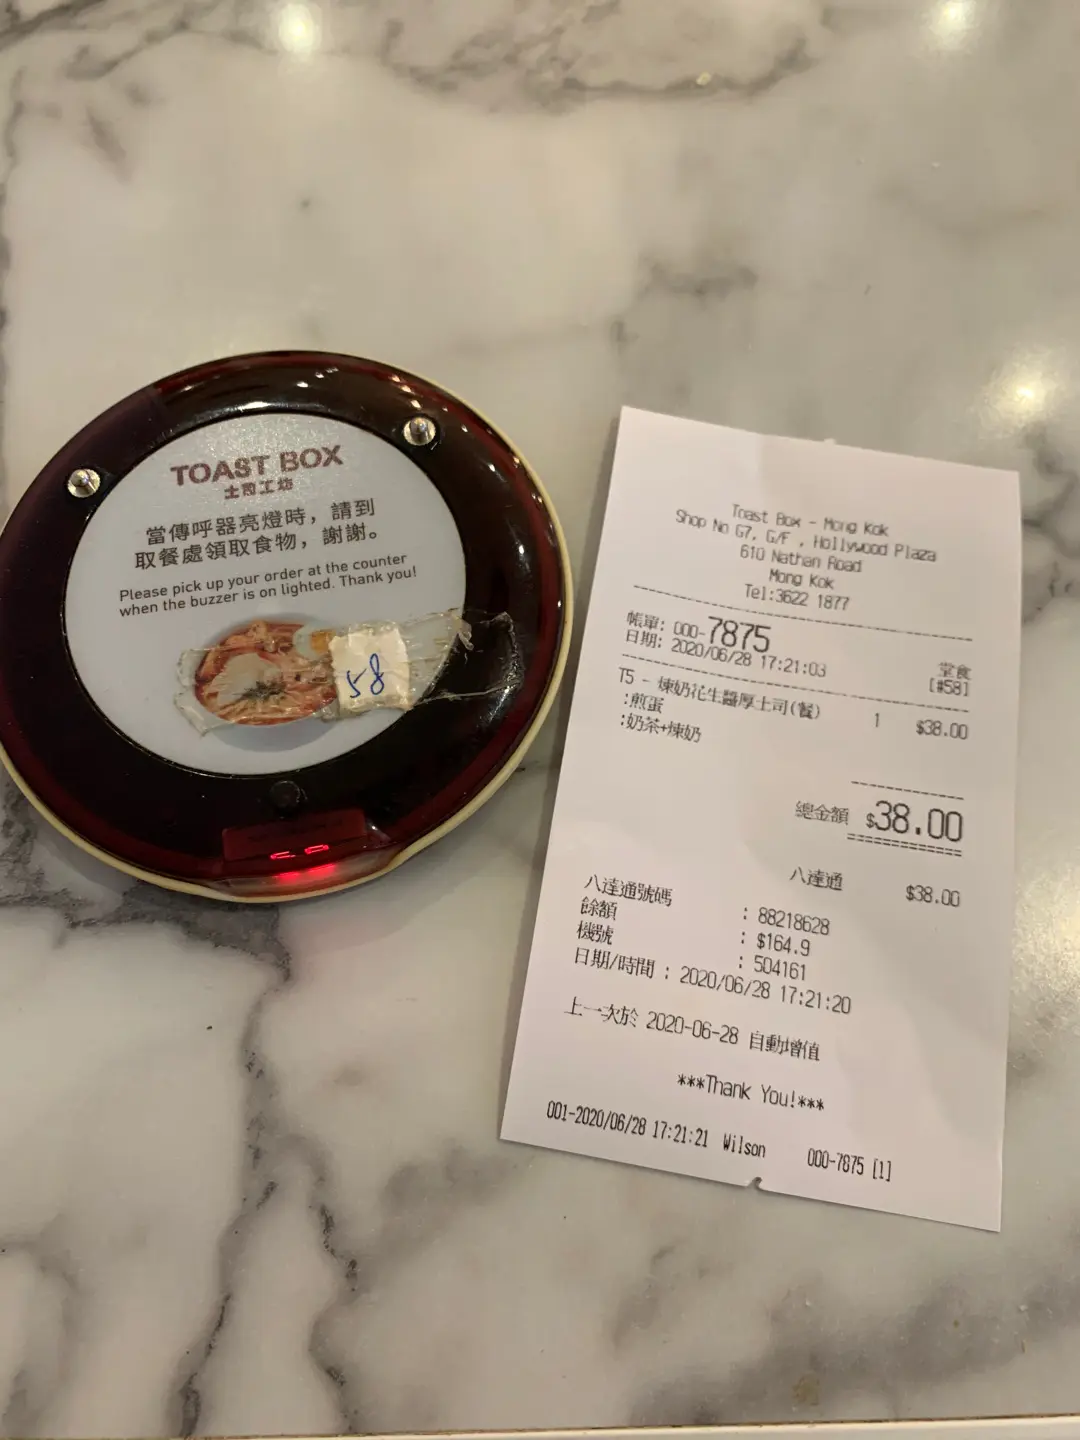 TOAST BOX
土司工坊
當傳呼器亮燈時，請到
取餐處領取食物，謝謝。
Please pick up your order at the counter
when the buzzer is on lighted. Thank you!
58
Toast Box - Mong Kok
Shop No G7, G/F , Hollywood Plaza
610 Nathan Road
Mong Kok
Tel:3622 1877
帳單: 000-7875 堂食
日期: 2020/06/28 17:21:03 [#58]
T5 - 煉奶花生醬厚土司(餐) 1 $38.00
:煎蛋
:奶茶+煉奶
總金額 $38.00
八達通 $38.00
八達通號碼 : 88218628
餘額 : $164.9
機號 : 504161
日期/時間 : 2020/06/28 17:21:20
上一次於 2020-06-28 自動增值
***Thank You!***
001-2020/06/28 17:21:21 Wilson 000-7875 [1]